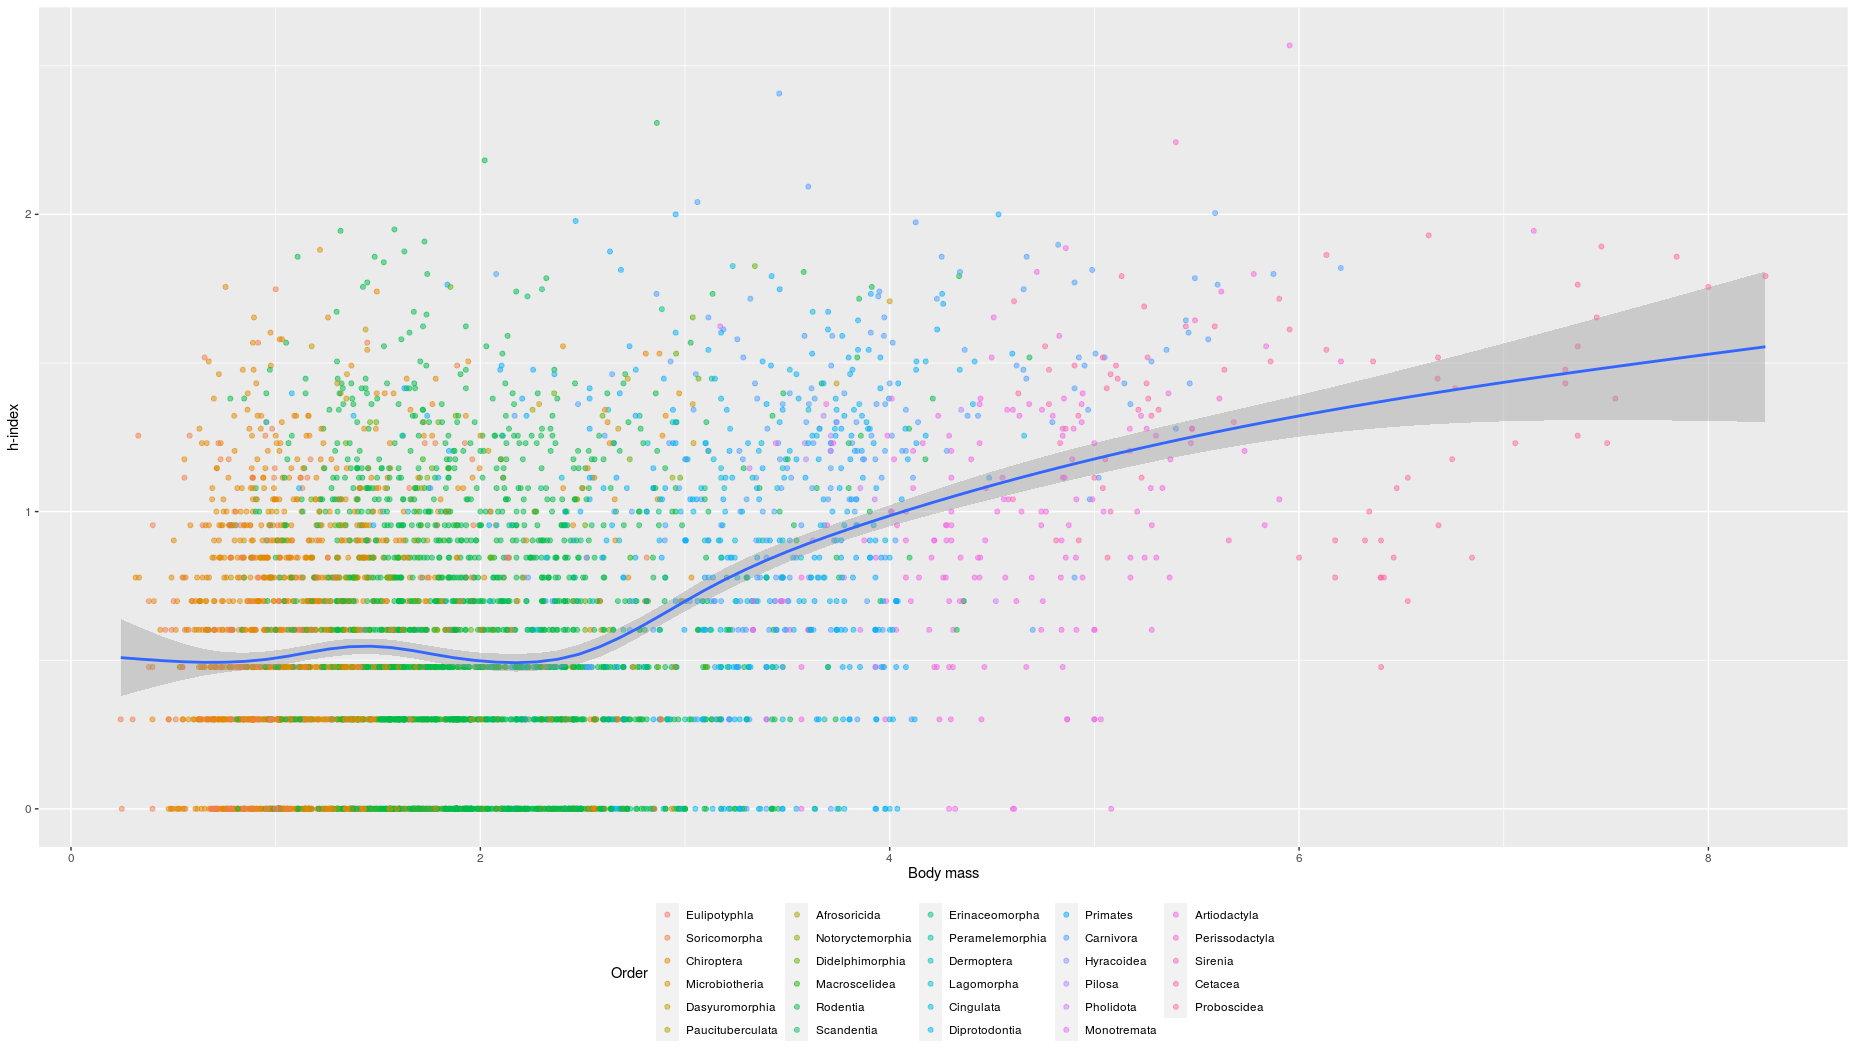 h-index
2
1
0
0 2 4 6 8
Body mass
Order
Eulipotyphla Afrosoricida Erinaceomorpha Primates Artiodactyla
Soricomorpha Notoryctemorphia Peramelemorphia Carnivora Perissodactyla
Chiroptera Didelphimorphia Dermoptera Hyracoidea Sirenia
Microbiotheria Macroscelidea Lagomorpha Pilosa Cetacea
Dasyuromorphia Rodentia Cingulata Pholidota Proboscidea
Paucituberculata Scandentia Diprotodontia Monotremata